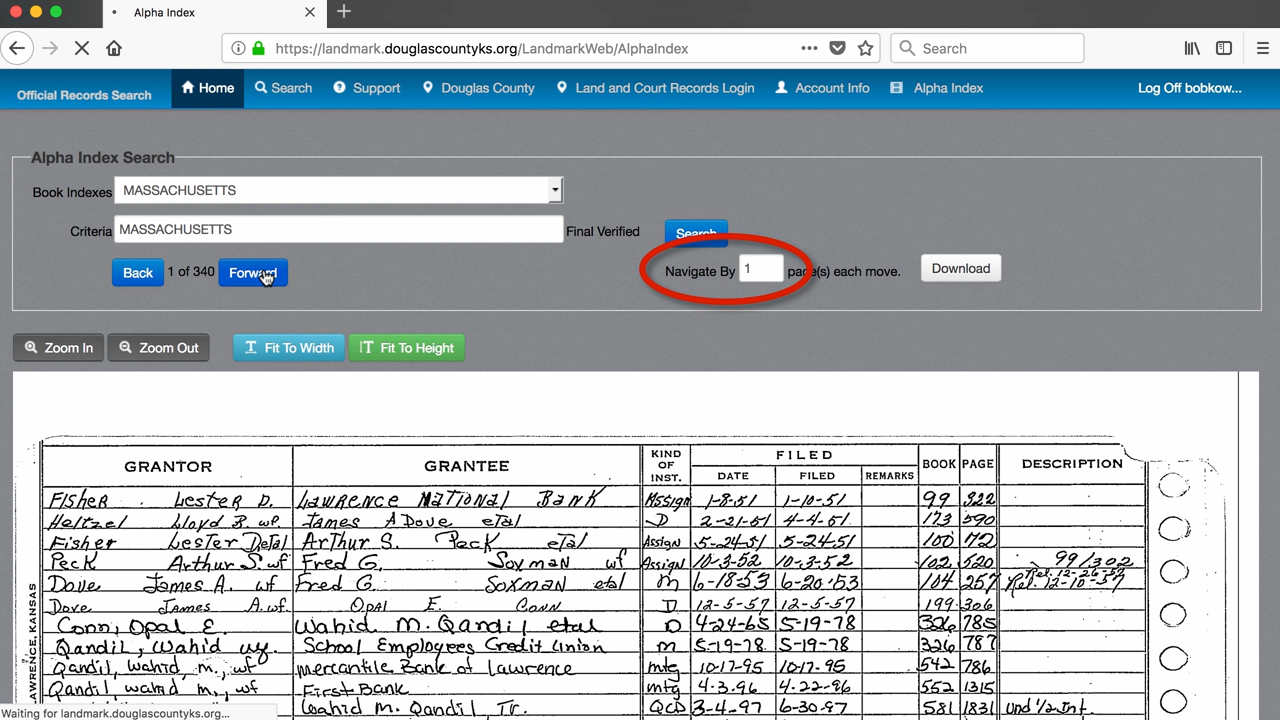 Alpha Index
https://landmark.douglascountyks.org/LandmarkWeb/AlphaIndex
Search
Official Records Search
Home
Search
Support
Douglas County
Land and Court Records Login
Account Info
Alpha Index
Log Off bobkow...
Alpha Index Search
Book Indexes MASSACHUSETTS
Criteria MASSACHUSETTS Final Verified Search
Back 1 of 340 Forward Navigate By 1 page(s) each move. Download
Zoom In Zoom Out Fit To Width Fit To Height
GRANTOR GRANTEE KIND OF INST. FILED DATE FILED REMARKS BOOK PAGE DESCRIPTION
Fisher Lester D. Lawrence National Bank Assign 1-8-51 1-10-51 99 322
Heltzel Lloyd B. wf. James A Dove etal D 2-21-51 4-4-51 173 590
Fisher Lester D etal Arthur S. Peck etal Assign 5-24-51 5-24-51 100 172
Peck Arthur S. wf Fred G. Soxman wf Assign 10-3-52 10-3-52 102 520 99/302
Dove James A. wf Fred G. Soxman etal M 6-18-53 6-20-53 104 257
Dove James A. wf. Opal E. Conn D 12-5-57 12-5-57 199 306
Conn, Opal E. Wahid M. Qandil etal D 4-24-65 5-19-78 326 785
Qandil, Wahid School Employees Credit Union m 5-19-78 5-19-78 326 787
Qandil, Wahid m., wf mercantile Bank of Lawrence mtg 10-17-95 10-17-95 542 786
Qandil, Wahid m., wf First Bank mtg 4-3-96 4-22-96 552 1315
Wahid M. Qandil Tr. QCD 3-4-97 6-30-97 581 1831 Und 1/2 Int.
LAWRENCE, KANSAS
Waiting for landmark.douglascountyks.org...